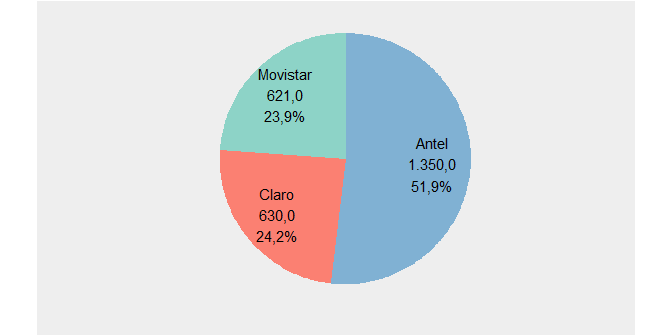 Movistar
621,0
23,9%
Antel
1.350,0
51,9%
Claro
630,0
24,2%